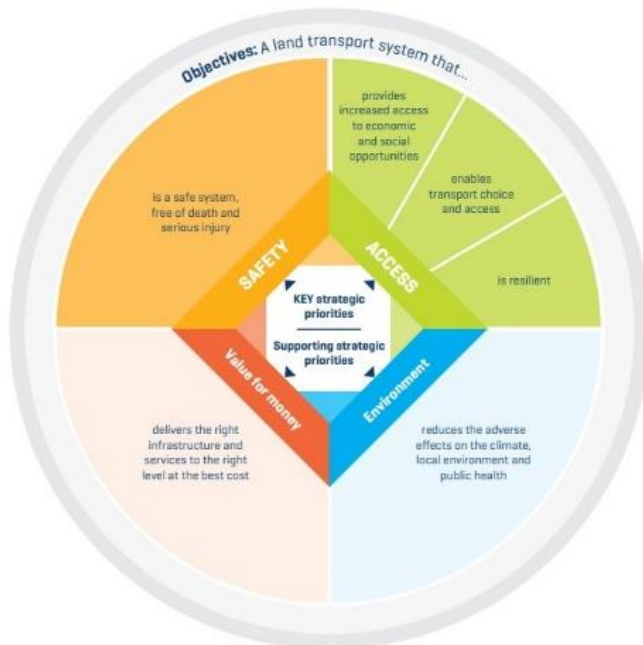 Objectives: A land transport system that...
provides
increased access
to economic
and social
opportunities
enables
transport choice
and access
is resilient
is a safe system,
free of death and
serious injury
SAFETY
ACCESS
KEY strategic
priorities
Supporting strategic
priorities
Value for money
Environment
delivers the right
infrastructure and
services to the right
level at the best cost
reduces the adverse
effects on the climate,
local environment and
public health